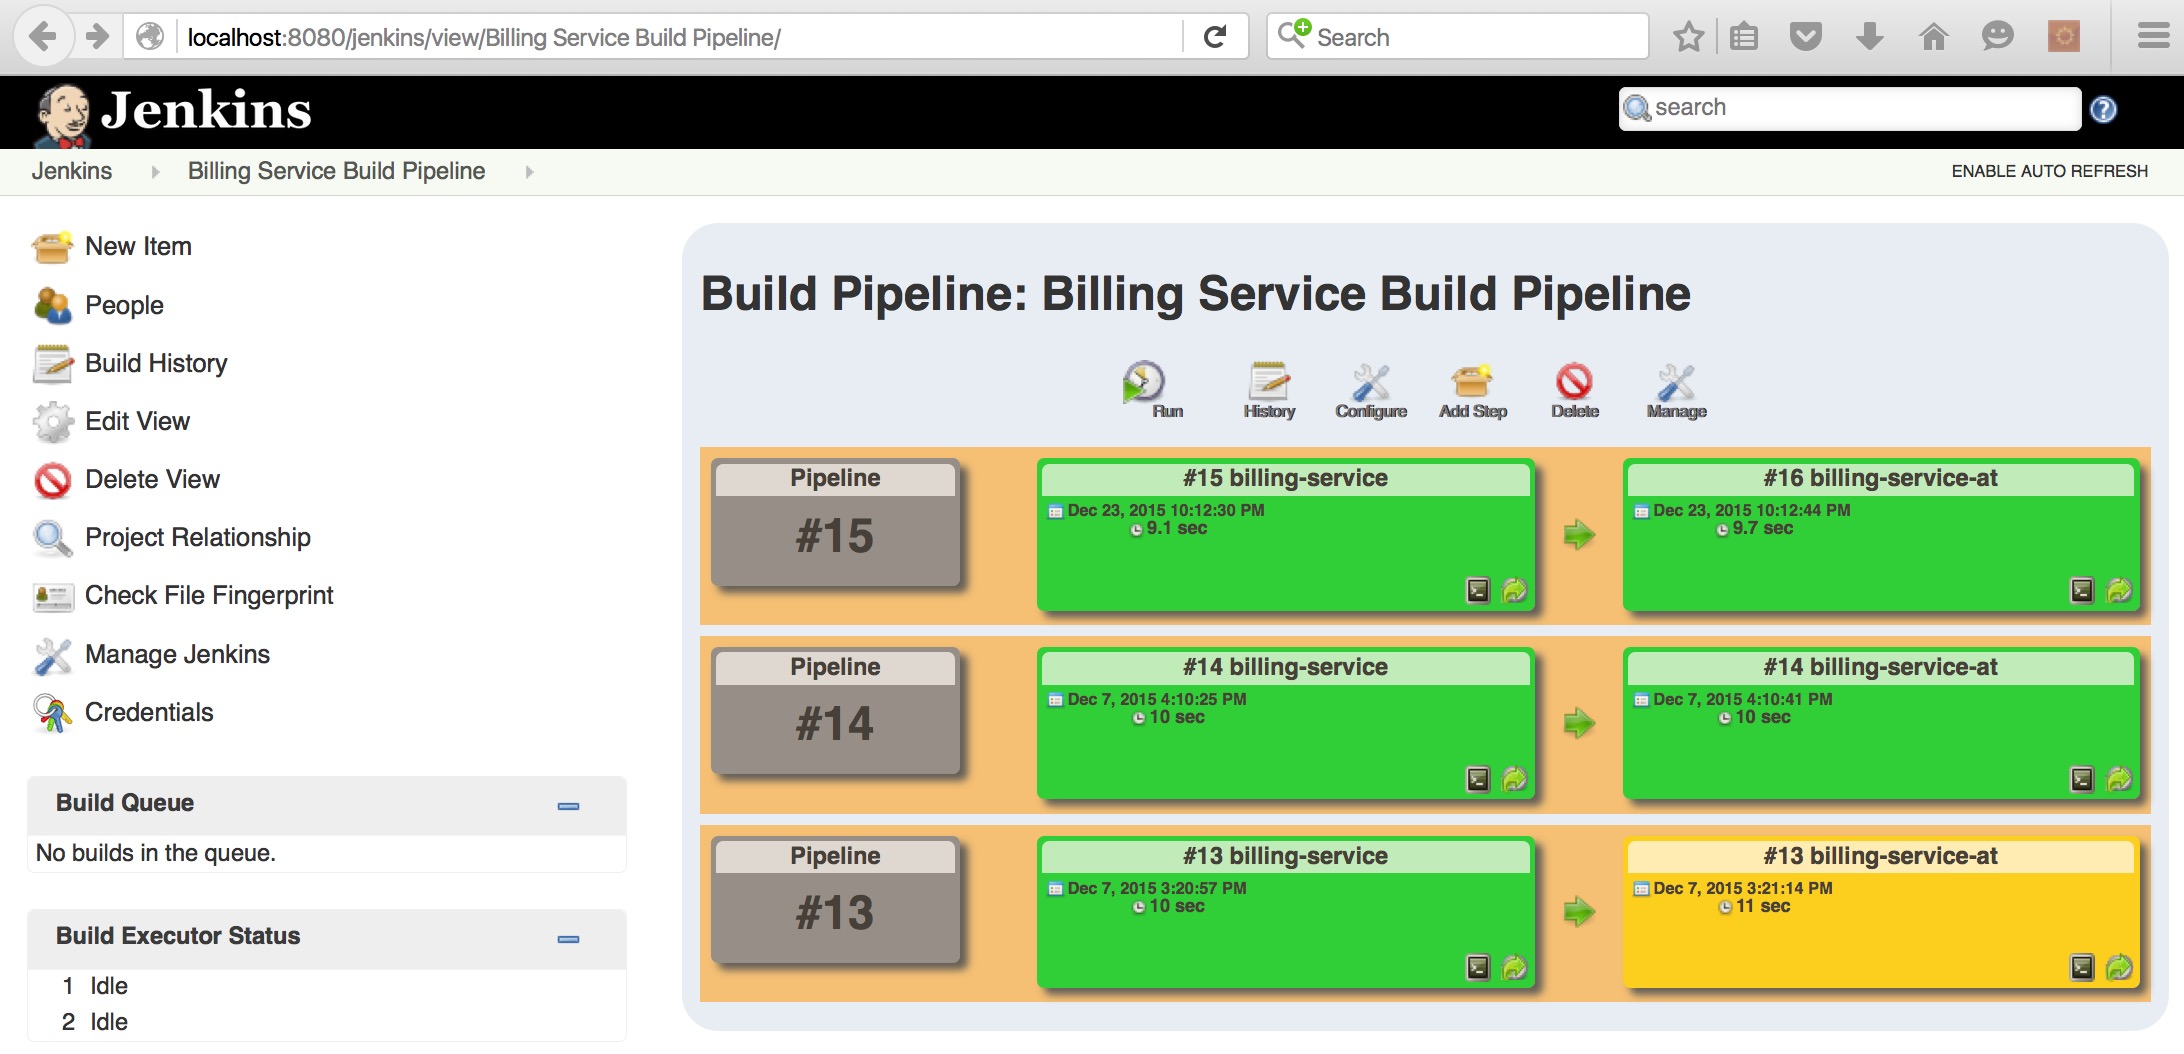 localhost:8080/jenkins/view/Billing Service Build Pipeline/
Search
Jenkins
search
Jenkins
Billing Service Build Pipeline
ENABLE AUTO REFRESH
New Item
People
Build History
Edit View
Delete View
Project Relationship
Check File Fingerprint
Manage Jenkins
Credentials
Build Queue
No builds in the queue.
Build Executor Status
1 Idle
2 Idle
Build Pipeline: Billing Service Build Pipeline
Run
History
Configure
Add Step
Delete
Manage
Pipeline
#15
#15 billing-service
Dec 23, 2015 10:12:30 PM
9.1 sec
#16 billing-service-at
Dec 23, 2015 10:12:44 PM
9.7 sec
Pipeline
#14
#14 billing-service
Dec 7, 2015 4:10:25 PM
10 sec
#14 billing-service-at
Dec 7, 2015 4:10:41 PM
10 sec
Pipeline
#13
#13 billing-service
Dec 7, 2015 3:20:57 PM
10 sec
#13 billing-service-at
Dec 7, 2015 3:21:14 PM
11 sec